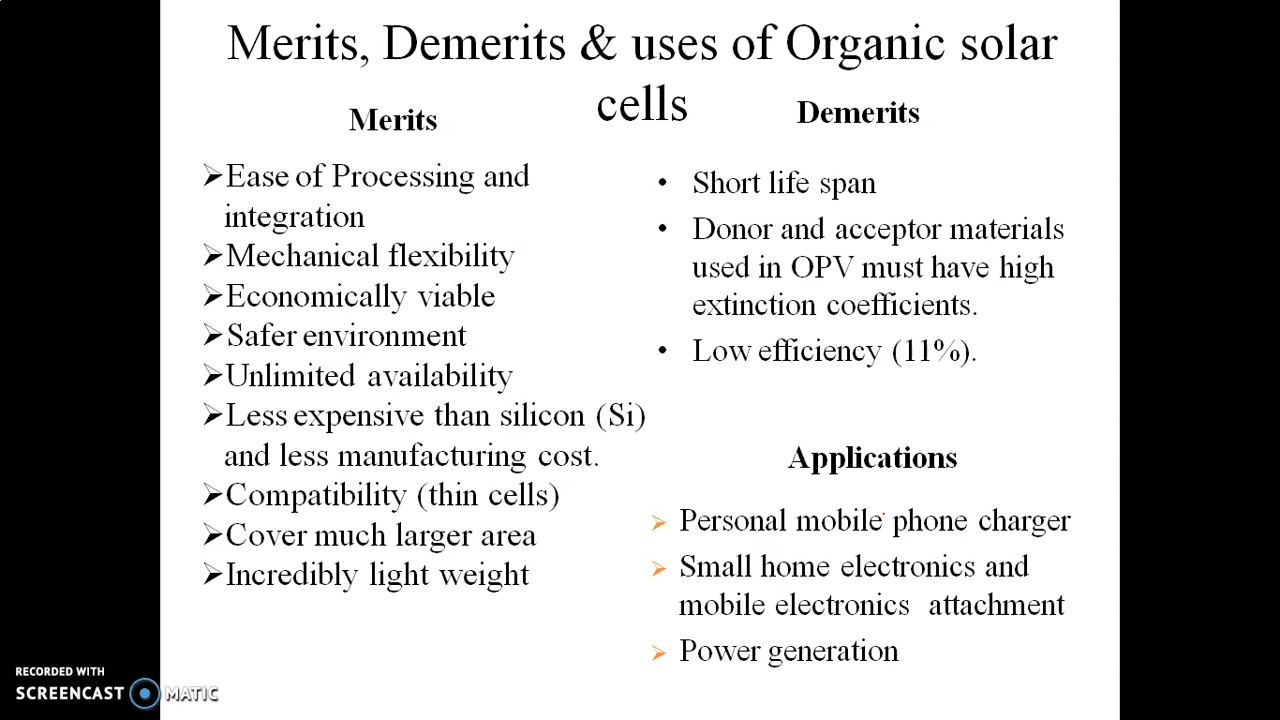 Merits, Demerits & uses of Organic solar
cells
Merits
➢Ease of Processing and
integration
➢Mechanical flexibility
➢Economically viable
➢Safer environment
➢Unlimited availability
➢Less expensive than silicon (Si)
and less manufacturing cost.
➢Compatibility (thin cells)
➢Cover much larger area
➢Incredibly light weight
Demerits
• Short life span
• Donor and acceptor materials
used in OPV must have high
extinction coefficients.
• Low efficiency (11%).
Applications
➢ Personal mobile phone charger
➢ Small home electronics and
mobile electronics attachment
➢ Power generation
RECORDED WITH
SCREENCAST MATIC